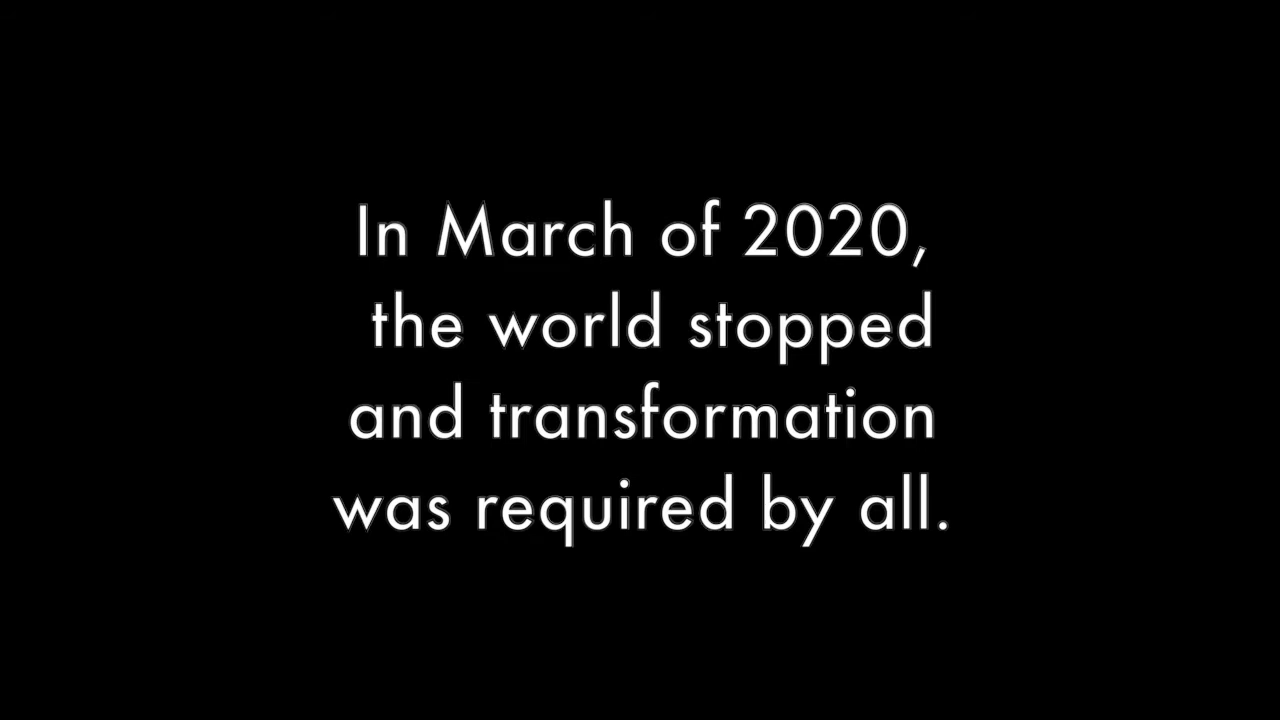 In March of 2020,
the world stopped
and transformation
was required by all.